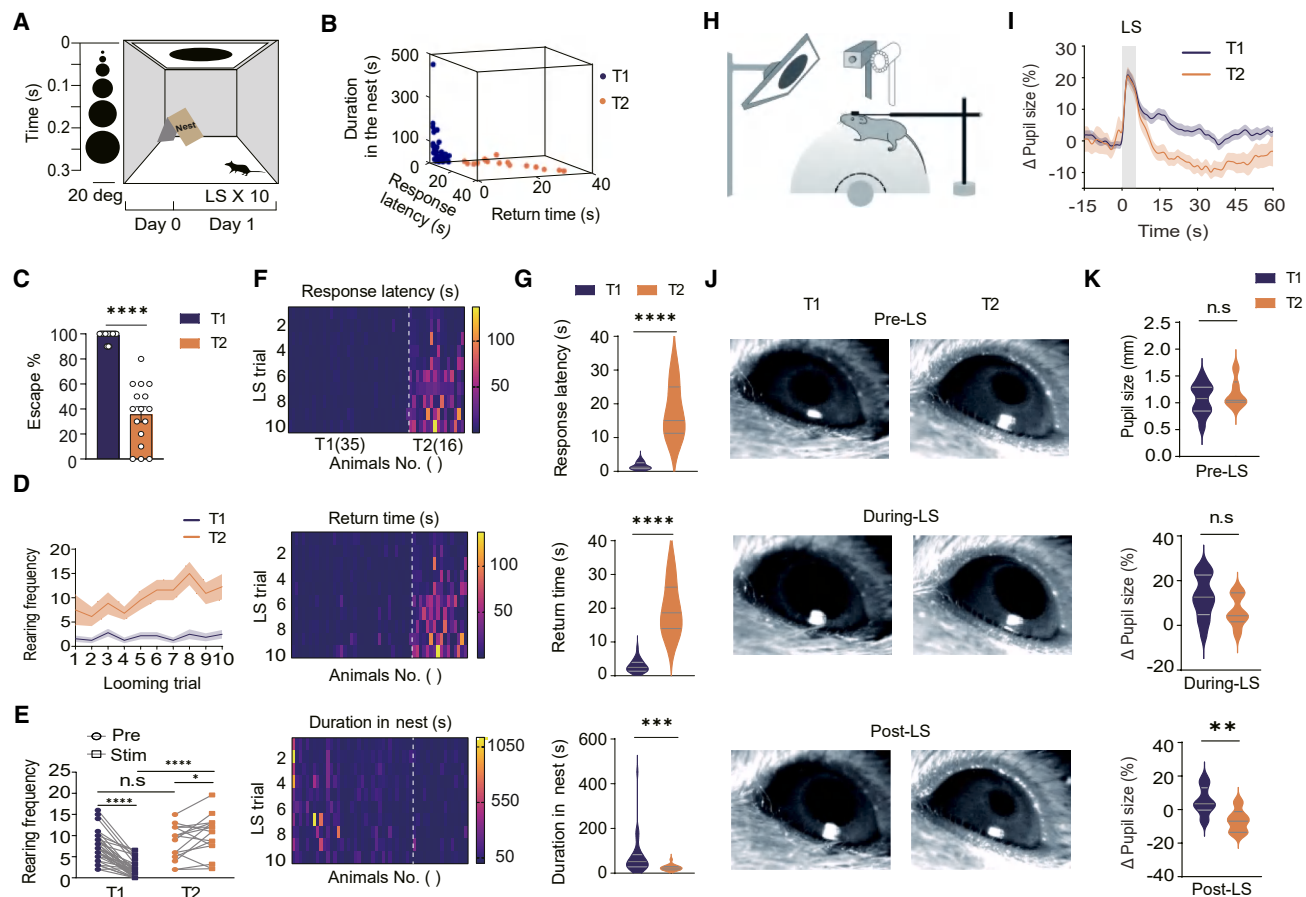 A
0
0.1
0.2
0.3
Time (s)
20 deg
Nest
LS X 10
Day 0
Day 1
B
500
300
100
0
Duration
in the nest (s)
20
40
Response
latency (s)
0
20
40
Return time (s)
T1
T2
H
I
LS
T1
T2
30
20
10
0
-10
Δ Pupil size (%)
-15
0
15
30
45
60
Time (s)
C
****
T1
T2
100
80
60
40
20
0
Escape %
D
T1
T2
20
15
10
5
0
Rearing frequency
1 2 3 4 5 6 7 8 9 10
Looming trial
E
Pre
Stim
****
n.s
*
****
25
20
15
10
5
0
Rearing frequency
T1
T2
F
Response latency (s)
2
4
6
8
10
LS trial
100
50
T1(35)
T2(16)
Animals No. ( )
Return time (s)
2
4
6
8
10
LS trial
100
50
Animals No. ( )
Duration in nest (s)
2
4
6
8
10
LS trial
1050
550
50
Animals No. ( )
G
T1
T2
****
40
30
20
10
0
Response latency (s)
****
40
30
20
10
0
Return time (s)
***
600
400
200
0
Duration in nest (s)
J
T1
T2
Pre-LS
During-LS
Post-LS
K
T1
T2
n.s
2.5
2.0
1.5
1.0
0.5
0.0
Pupil size (mm)
Pre-LS
n.s
40
20
0
-20
Δ Pupil size (%)
During-LS
**
40
20
0
-20
-40
Δ Pupil size (%)
Post-LS